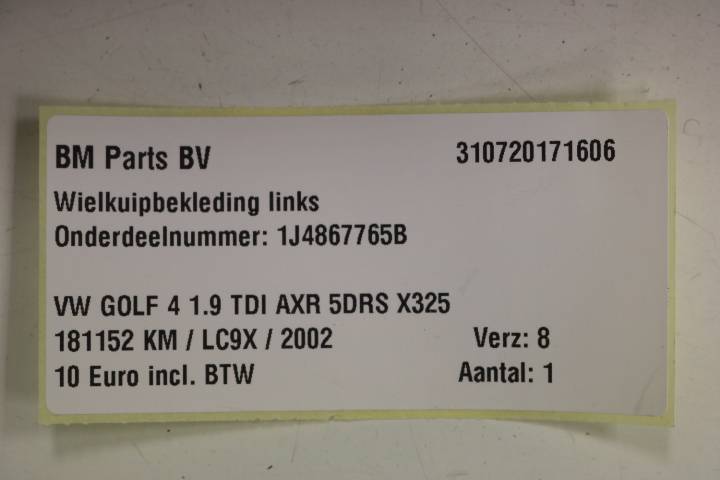 BM Parts BV 310720171606
Wielkuipbekleding links
Onderdeelnummer: 1J4867765B
VW GOLF 4 1.9 TDI AXR 5DRS X325
181152 KM / LC9X / 2002 Verz: 8
10 Euro incl. BTW Aantal: 1